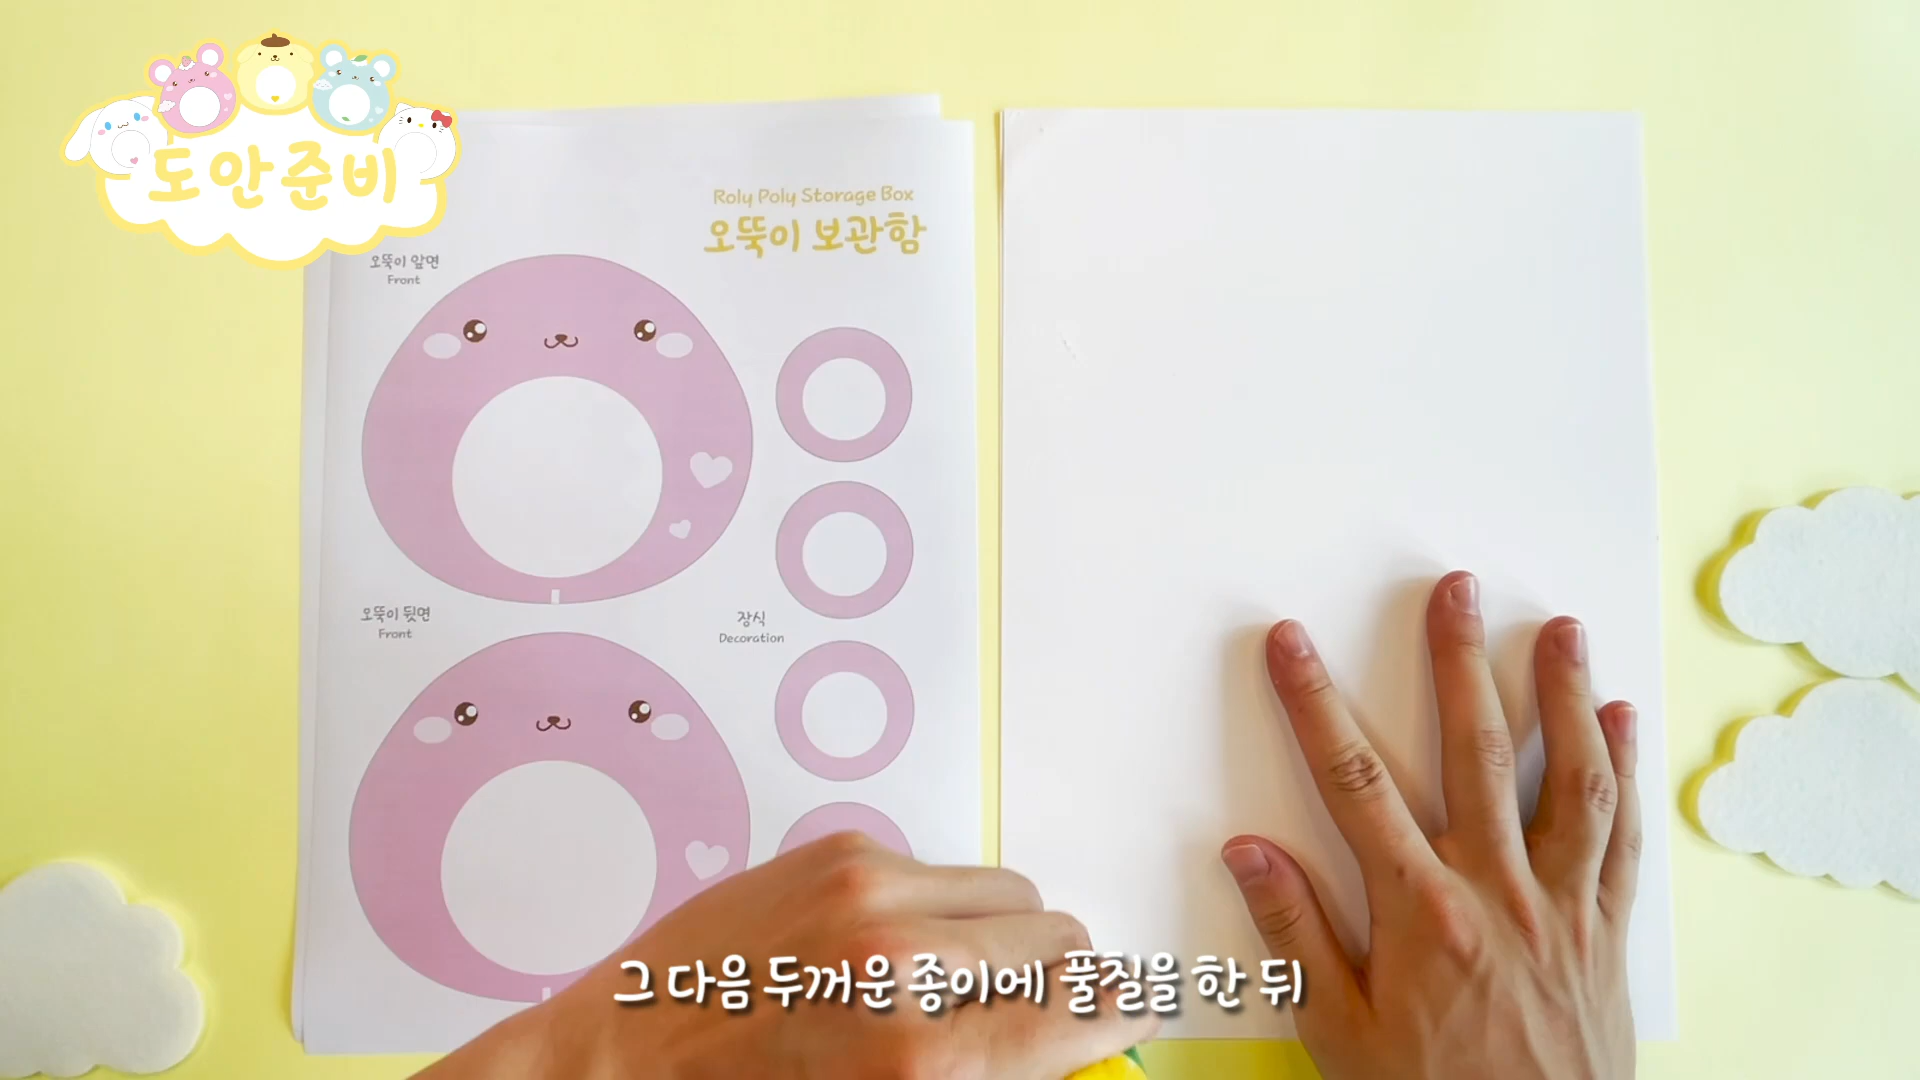 도안준비
Roly Poly Storage Box
오뚝이 보관함
오뚝이 앞면
Front
오뚝이 뒷면
Front
장식
Decoration
그 다음 두꺼운 종이에 풀칠을 한 뒤